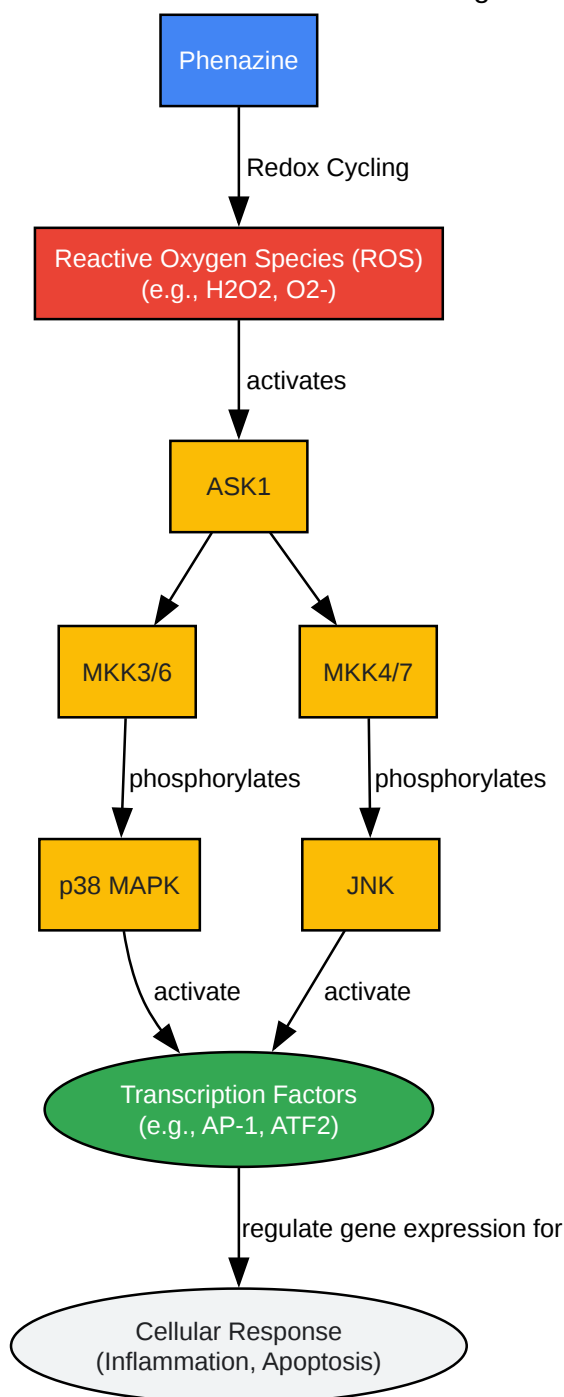 Phenazine
Redox Cycling
Reactive Oxygen Species (ROS)
(e.g., H2O2, O2-)
activates
ASK1
MKK3/6
MKK4/7
phosphorylates
phosphorylates
p38 MAPK
JNK
activate
activate
Transcription Factors
(e.g., AP-1, ATF2)
regulate gene expression for
Cellular Response
(Inflammation, Apoptosis)